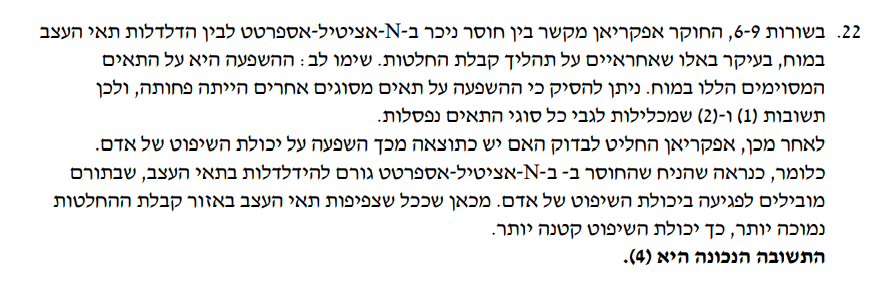 22. בשורות 6-9, החוקר אפקריאן מקשר בין חוסר ניכר ב-N-אציטיל-אספרטט לבין הדלדלות תאי העצב
במוח, בעיקר באלו שאחראיים על תהליך קבלת החלטות. שימו לב: ההשפעה היא על התאים
המסוימים הללו במוח. ניתן להסיק כי ההשפעה על תאים מסוגים אחרים הייתה פחותה, ולכן
תשובות (1) ו-(2) שמכלילות לגבי כל סוגי התאים נפסלות.
לאחר מכן, אפקריאן החליט לבדוק האם יש כתוצאה מכך השפעה על יכולת השיפוט של אדם.
כלומר, כנראה שהניח שהחוסר ב- ב-N-אציטיל-אספרטט גורם להידלדלות בתאי העצב, שבתורם
מובילים לפגיעה ביכולת השיפוט של אדם. מכאן שככל שצפיפות תאי העצב באזור קבלת ההחלטות
נמוכה יותר, כך יכולת השיפוט קטנה יותר.
התשובה הנכונה היא (4).